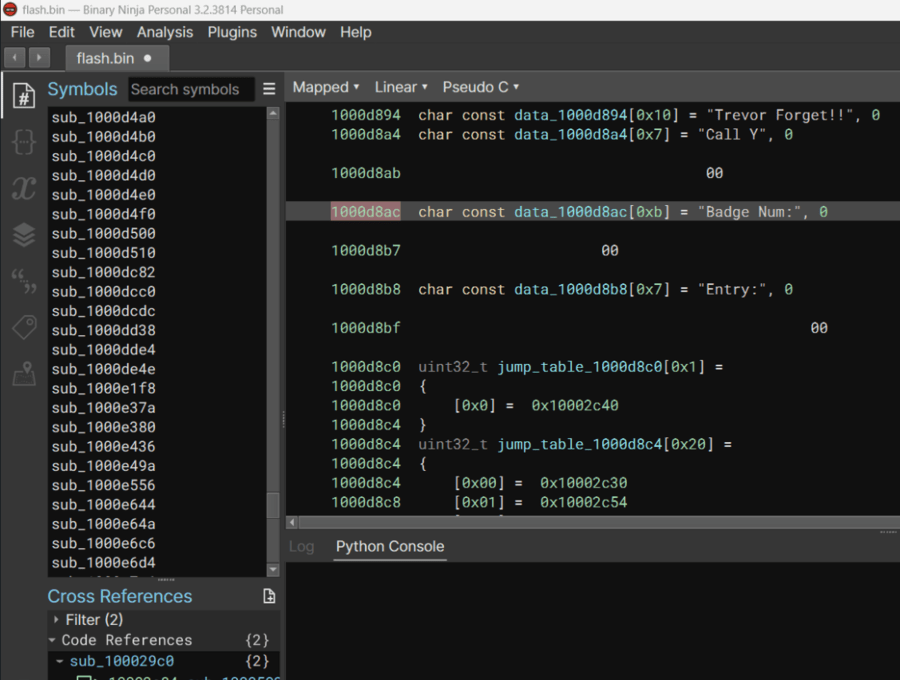 flash.bin — Binary Ninja Personal 3.2.3814 Personal
File Edit View Analysis Plugins Window Help
flash.bin ●
Symbols Search symbols
Mapped ▾ Linear ▾ Pseudo C ▾
sub_1000d4a0
sub_1000d4b0
sub_1000d4c0
sub_1000d4d0
sub_1000d4e0
sub_1000d4f0
sub_1000d500
sub_1000d510
sub_1000dc82
sub_1000dcc0
sub_1000dcdc
sub_1000dd38
sub_1000dde4
sub_1000de4e
sub_1000e1f8
sub_1000e37a
sub_1000e380
sub_1000e436
sub_1000e49a
sub_1000e556
sub_1000e644
sub_1000e64a
sub_1000e6c6
sub_1000e6d4
1000d894 char const data_1000d894[0x10] = "Trevor Forget!!", 0
1000d8a4 char const data_1000d8a4[0x7] = "Call Y", 0
1000d8ab 00
1000d8ac char const data_1000d8ac[0xb] = "Badge Num:", 0
1000d8b7 00
1000d8b8 char const data_1000d8b8[0x7] = "Entry:", 0
1000d8bf 00
1000d8c0 uint32_t jump_table_1000d8c0[0x1] =
1000d8c0 {
1000d8c0 [0x0] = 0x10002c40
1000d8c4 }
1000d8c4 uint32_t jump_table_1000d8c4[0x20] =
1000d8c4 {
1000d8c4 [0x00] = 0x10002c30
1000d8c8 [0x01] = 0x10002c54
Log Python Console
Cross References
Filter (2)
Code References {2}
sub_100029c0 {2}